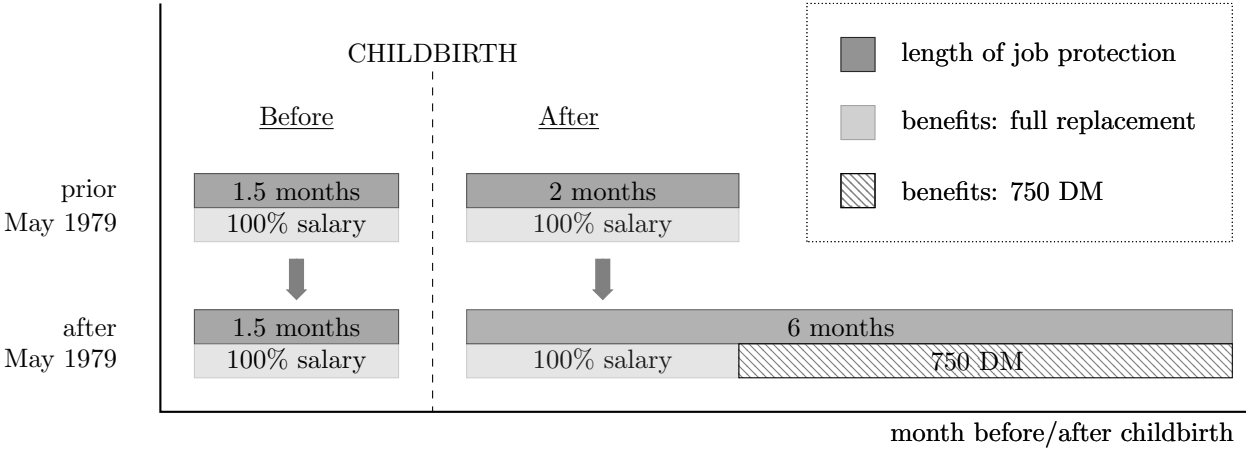 CHILDBIRTH
Before
After
length of job protection
benefits: full replacement
benefits: 750 DM
prior
May 1979
1.5 months
100% salary
2 months
100% salary
after
May 1979
1.5 months
100% salary
6 months
100% salary
750 DM
month before/after childbirth